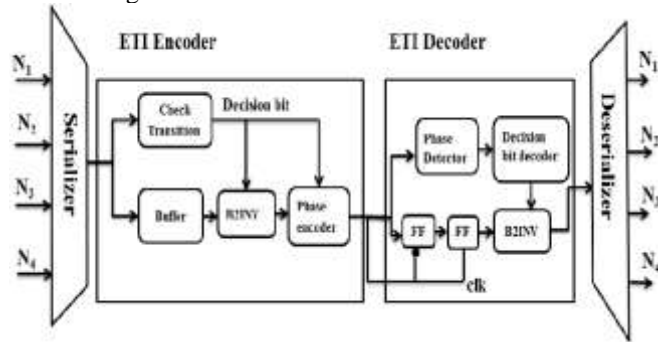 ETI Encoder
ETI Decoder
N1
N2
N3
N4
Serializer
Check
Transition
Decision bit
Buffer
B2INV
Phase
encoder
Phase
Detector
Decision
bit decoder
FF
FF
B2INV
clk
Deserializer
N1
N2
N3
N4